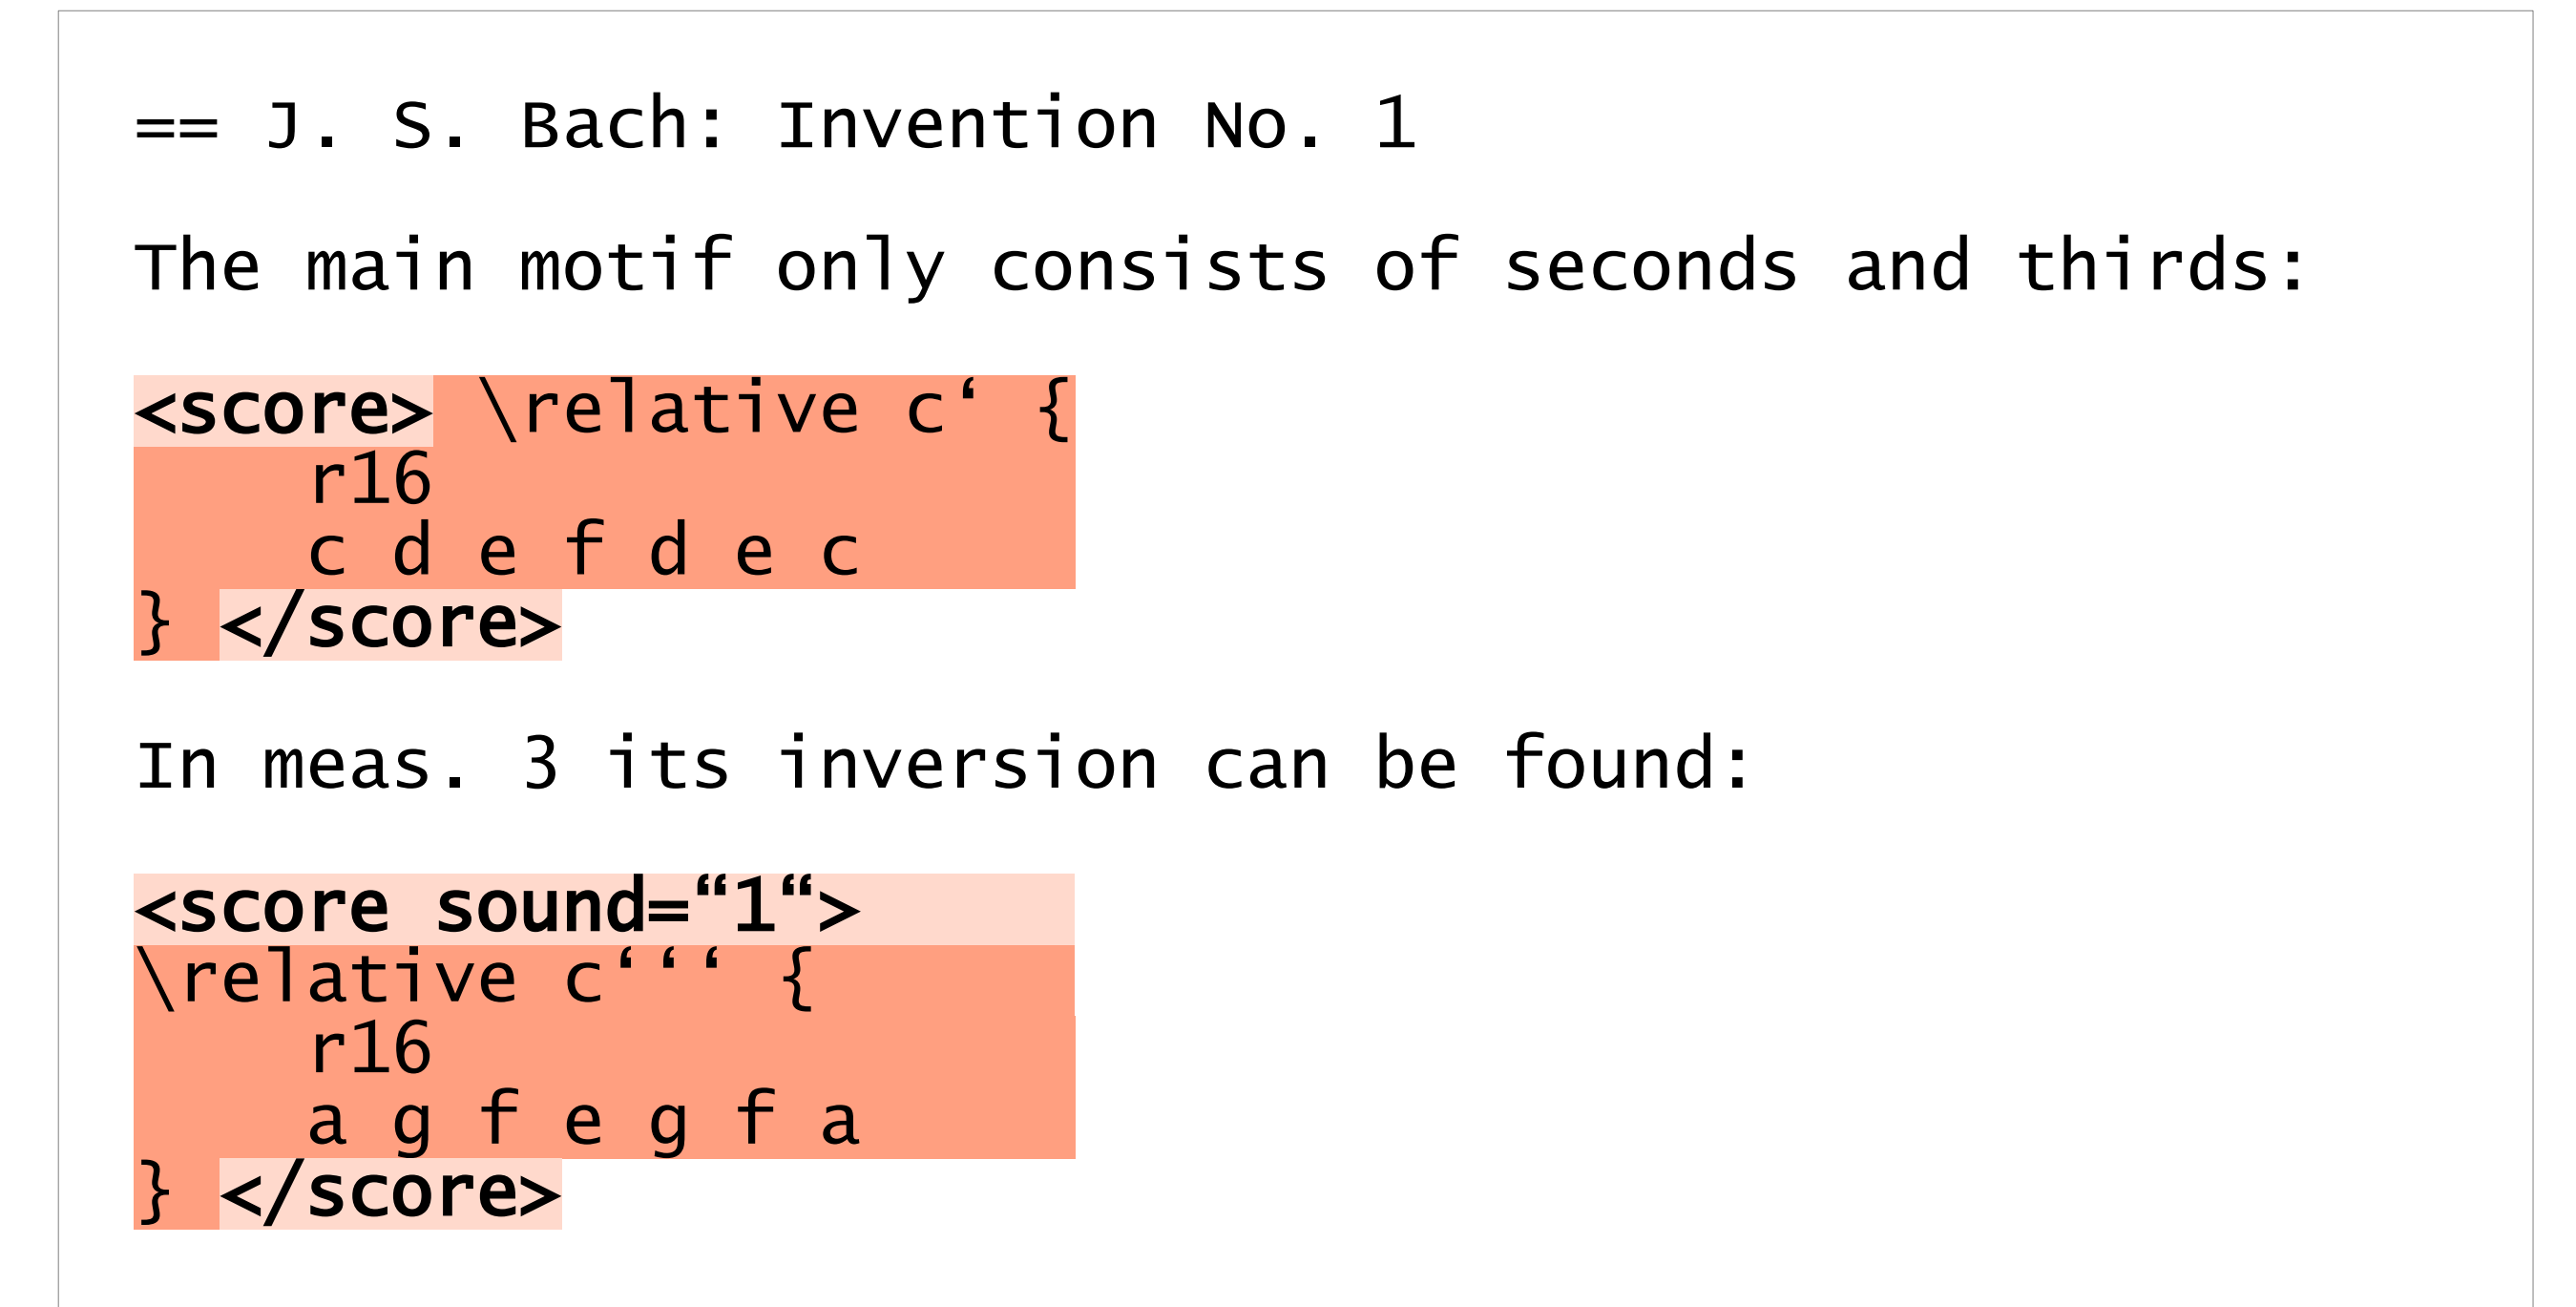 == J. S. Bach: Invention No. 1
The main motif only consists of seconds and thirds:
<score> \relative c‘ {
r16
c d e f d e c
} </score>
In meas. 3 its inversion can be found:
<score sound=“1“>
\relative c‘‘‘ {
r16
a g f e g f a
} </score>